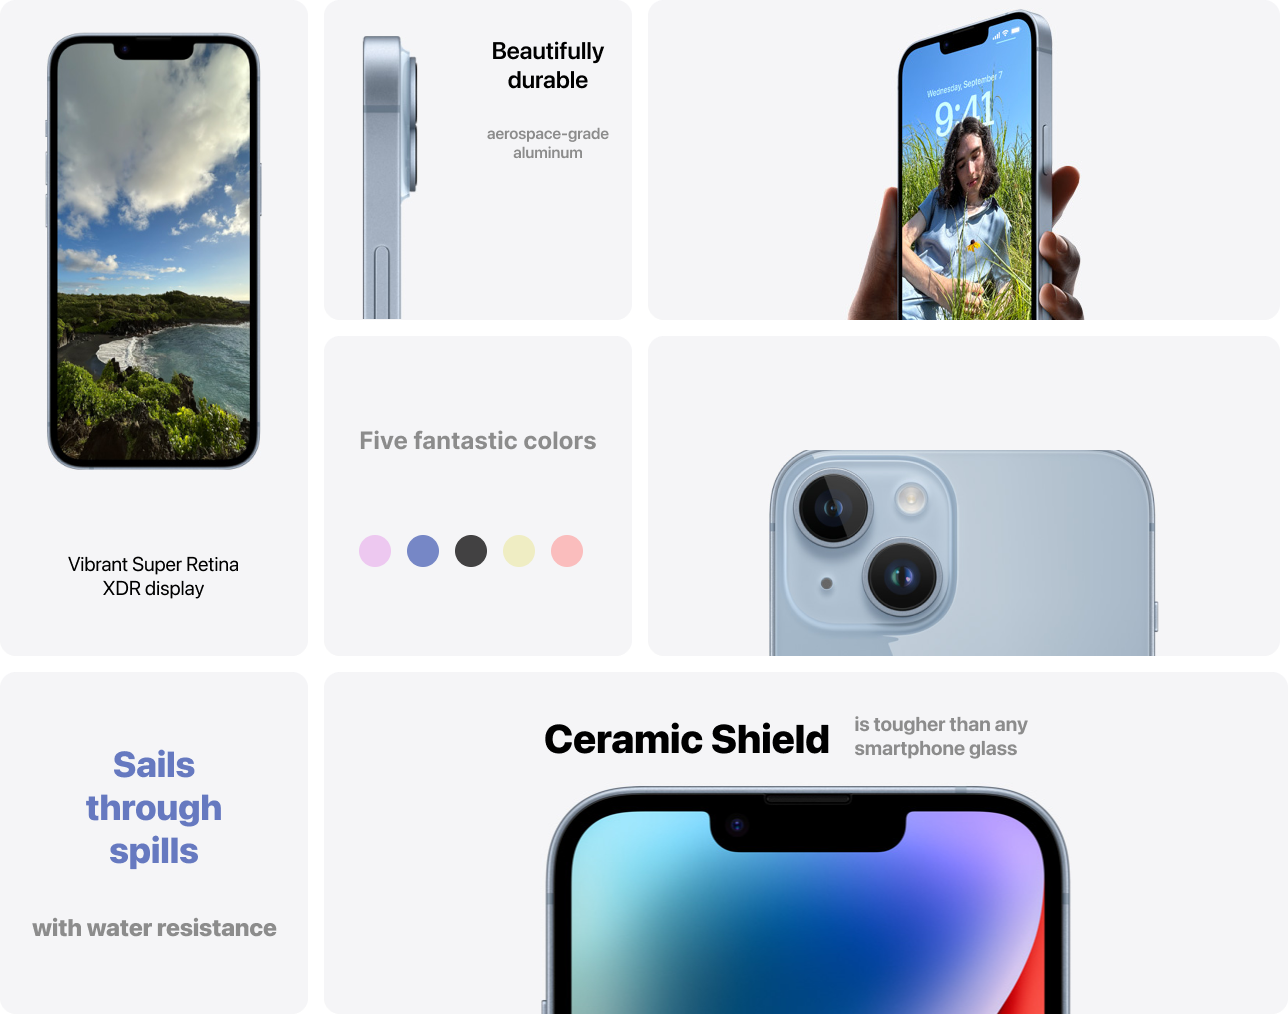 Beautifully
durable
aerospace-grade
aluminum
Wednesday, September 7
9:41
Five fantastic colors
Vibrant Super Retina
XDR display
Sails
through
spills
with water resistance
Ceramic Shield
is tougher than any
smartphone glass